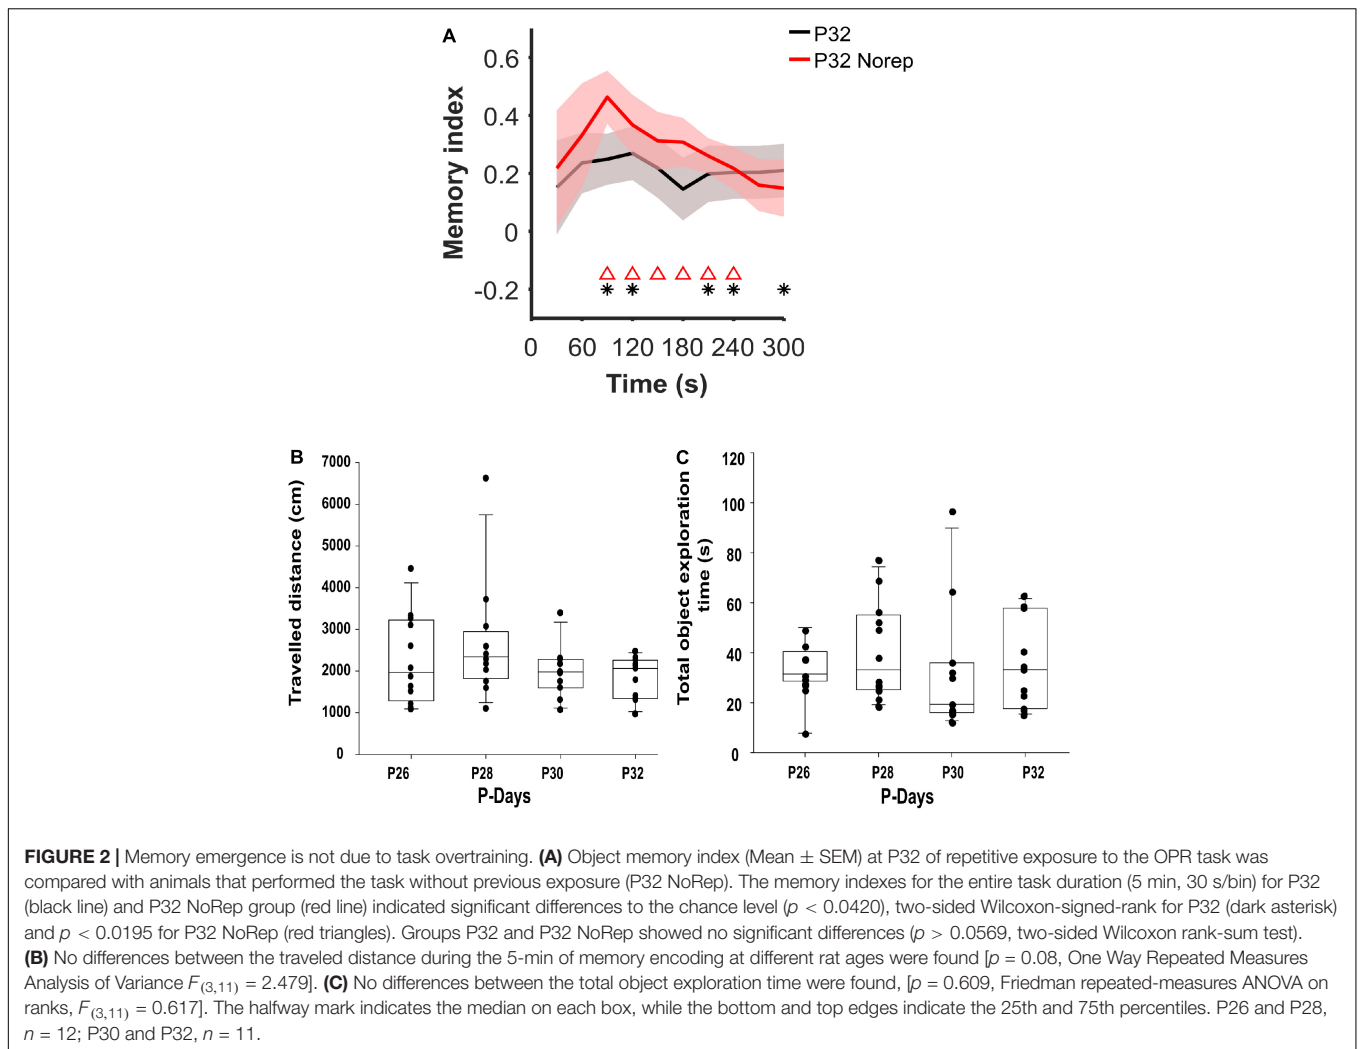 A
P32
P32 Norep
0.6
0.4
0.2
0
-0.2
Memory index
0 60 120 180 240 300
Time (s)
B
7000
6000
5000
4000
3000
2000
1000
0
Travelled distance (cm)
P26 P28 P30 P32
P-Days
C
120
100
80
60
40
20
0
Total object exploration
time (s)
P26 P28 P30 P32
P-Days
FIGURE 2 | Memory emergence is not due to task overtraining. (A) Object memory index (Mean ± SEM) at P32 of repetitive exposure to the OPR task was
compared with animals that performed the task without previous exposure (P32 NoRep). The memory indexes for the entire task duration (5 min, 30 s/bin) for P32
(black line) and P32 NoRep group (red line) indicated significant differences to the chance level (p < 0.0420), two-sided Wilcoxon-signed-rank for P32 (dark asterisk)
and p < 0.0195 for P32 NoRep (red triangles). Groups P32 and P32 NoRep showed no significant differences (p > 0.0569, two-sided Wilcoxon rank-sum test).
(B) No differences between the traveled distance during the 5-min of memory encoding at different rat ages were found [p = 0.08, One Way Repeated Measures
Analysis of Variance F(3,11) = 2.479]. (C) No differences between the total object exploration time were found, [p = 0.609, Friedman repeated-measures ANOVA on
ranks, F(3,11) = 0.617]. The halfway mark indicates the median on each box, while the bottom and top edges indicate the 25th and 75th percentiles. P26 and P28,
n = 12; P30 and P32, n = 11.